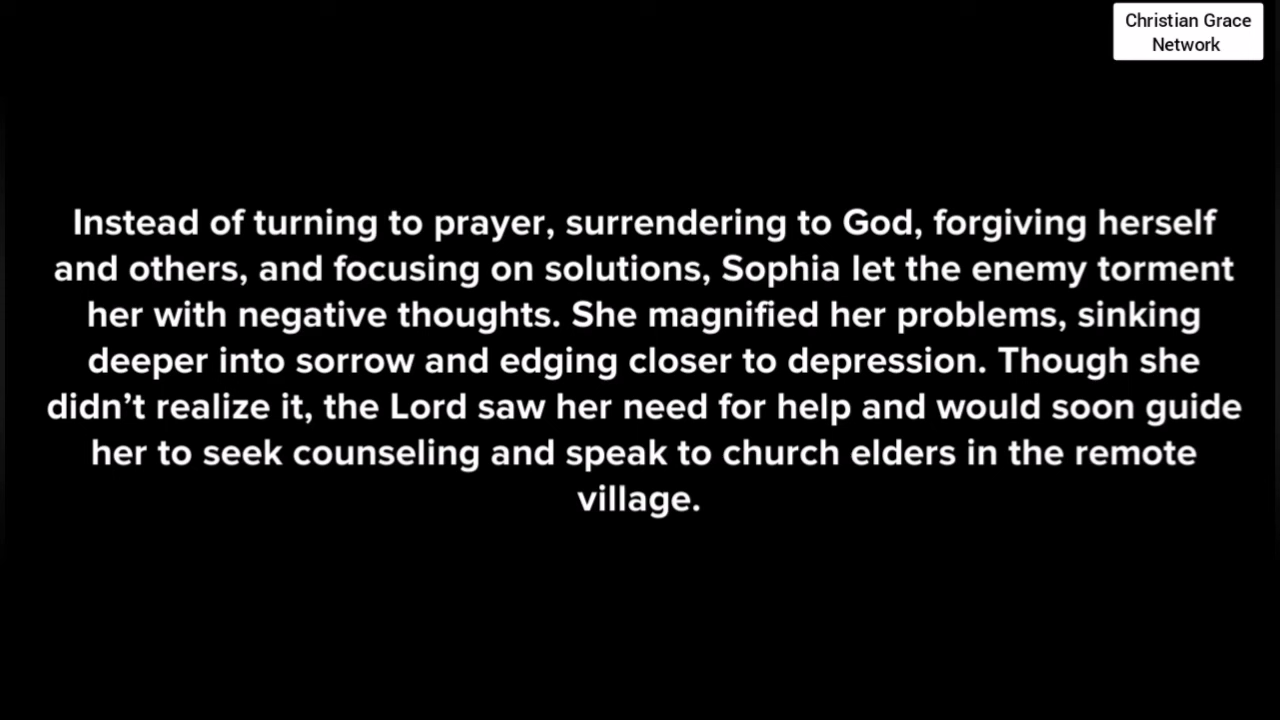 Christian Grace
Network
Instead of turning to prayer, surrendering to God, forgiving herself
and others, and focusing on solutions, Sophia let the enemy torment
her with negative thoughts. She magnified her problems, sinking
deeper into sorrow and edging closer to depression. Though she
didn’t realize it, the Lord saw her need for help and would soon guide
her to seek counseling and speak to church elders in the remote
village.